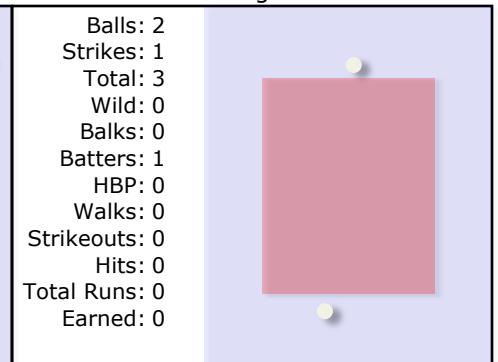 Balls: 2
Strikes: 1
Total: 3
Wild: 0
Balks: 0
Batters: 1
HBP: 0
Walks: 0
Strikeouts: 0
Hits: 0
Total Runs: 0
Earned: 0